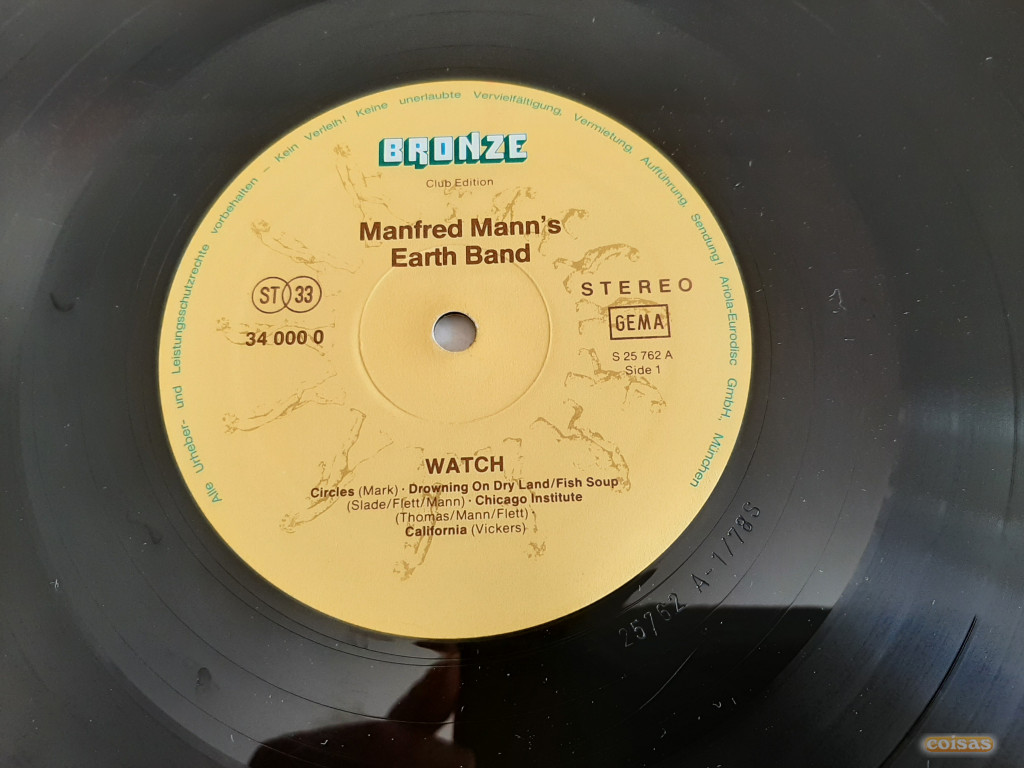 Alle Urheber- und Leistungsschutzrechte vorbehalten – Kein Verleih! Keine unerlaubte Vervielfältigung, Vermietung, Aufführung, Sendung! Ariola-Eurodisc GmbH, München
BRONZE
Club Edition
Manfred Mann's
Earth Band
ST 33
34 000 0
STEREO
GEMA
S 25 762 A
Side 1
WATCH
Circles (Mark) · Drowning On Dry Land/Fish Soup
(Slade/Flett/Mann) · Chicago Institute
(Thomas/Mann/Flett) ·
California (Vickers)
25762 A-1/78S
coisas